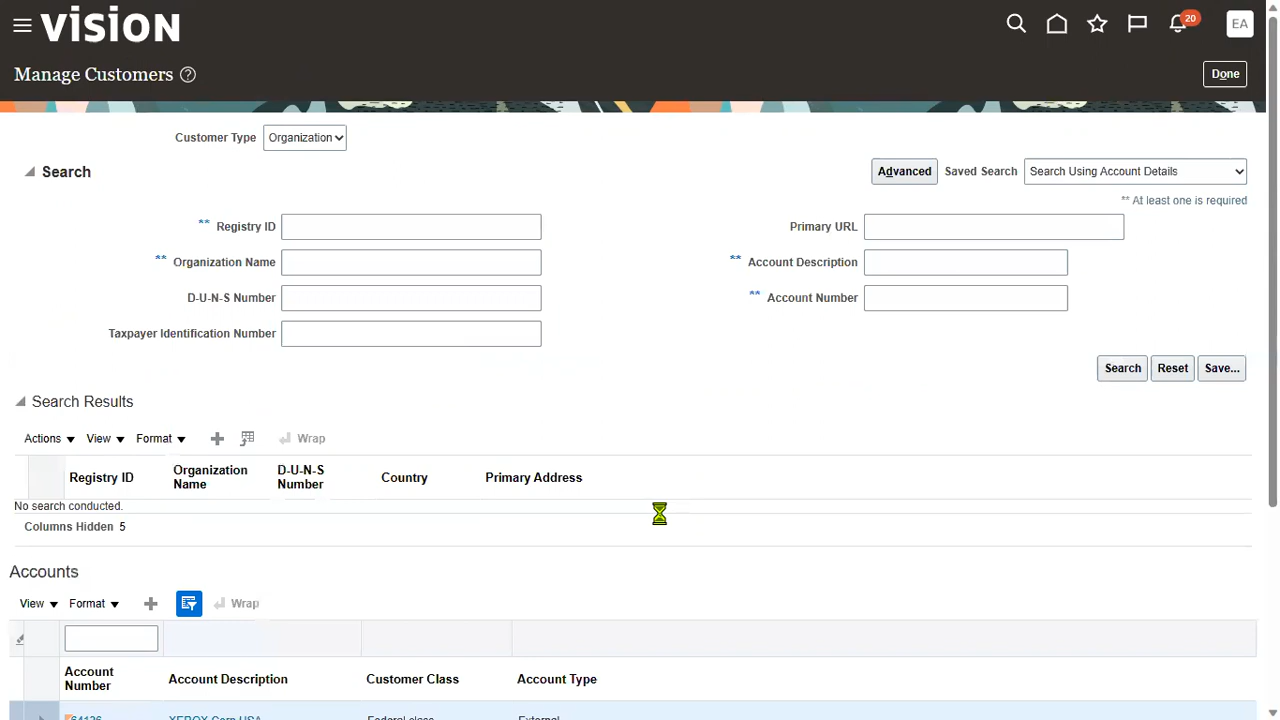 VISION
20
EA
Manage Customers
Done
Customer Type Organization
Search
Advanced Saved Search Search Using Account Details
** At least one is required
** Registry ID
Primary URL
** Organization Name
** Account Description
D-U-N-S Number
** Account Number
Taxpayer Identification Number
Search Reset Save...
Search Results
Actions View Format Wrap
Registry ID Organization Name D-U-N-S Number Country Primary Address
No search conducted.
Columns Hidden 5
Accounts
View Format Wrap
Account Number Account Description Customer Class Account Type
64136 XEROX Corp USA Federal class External